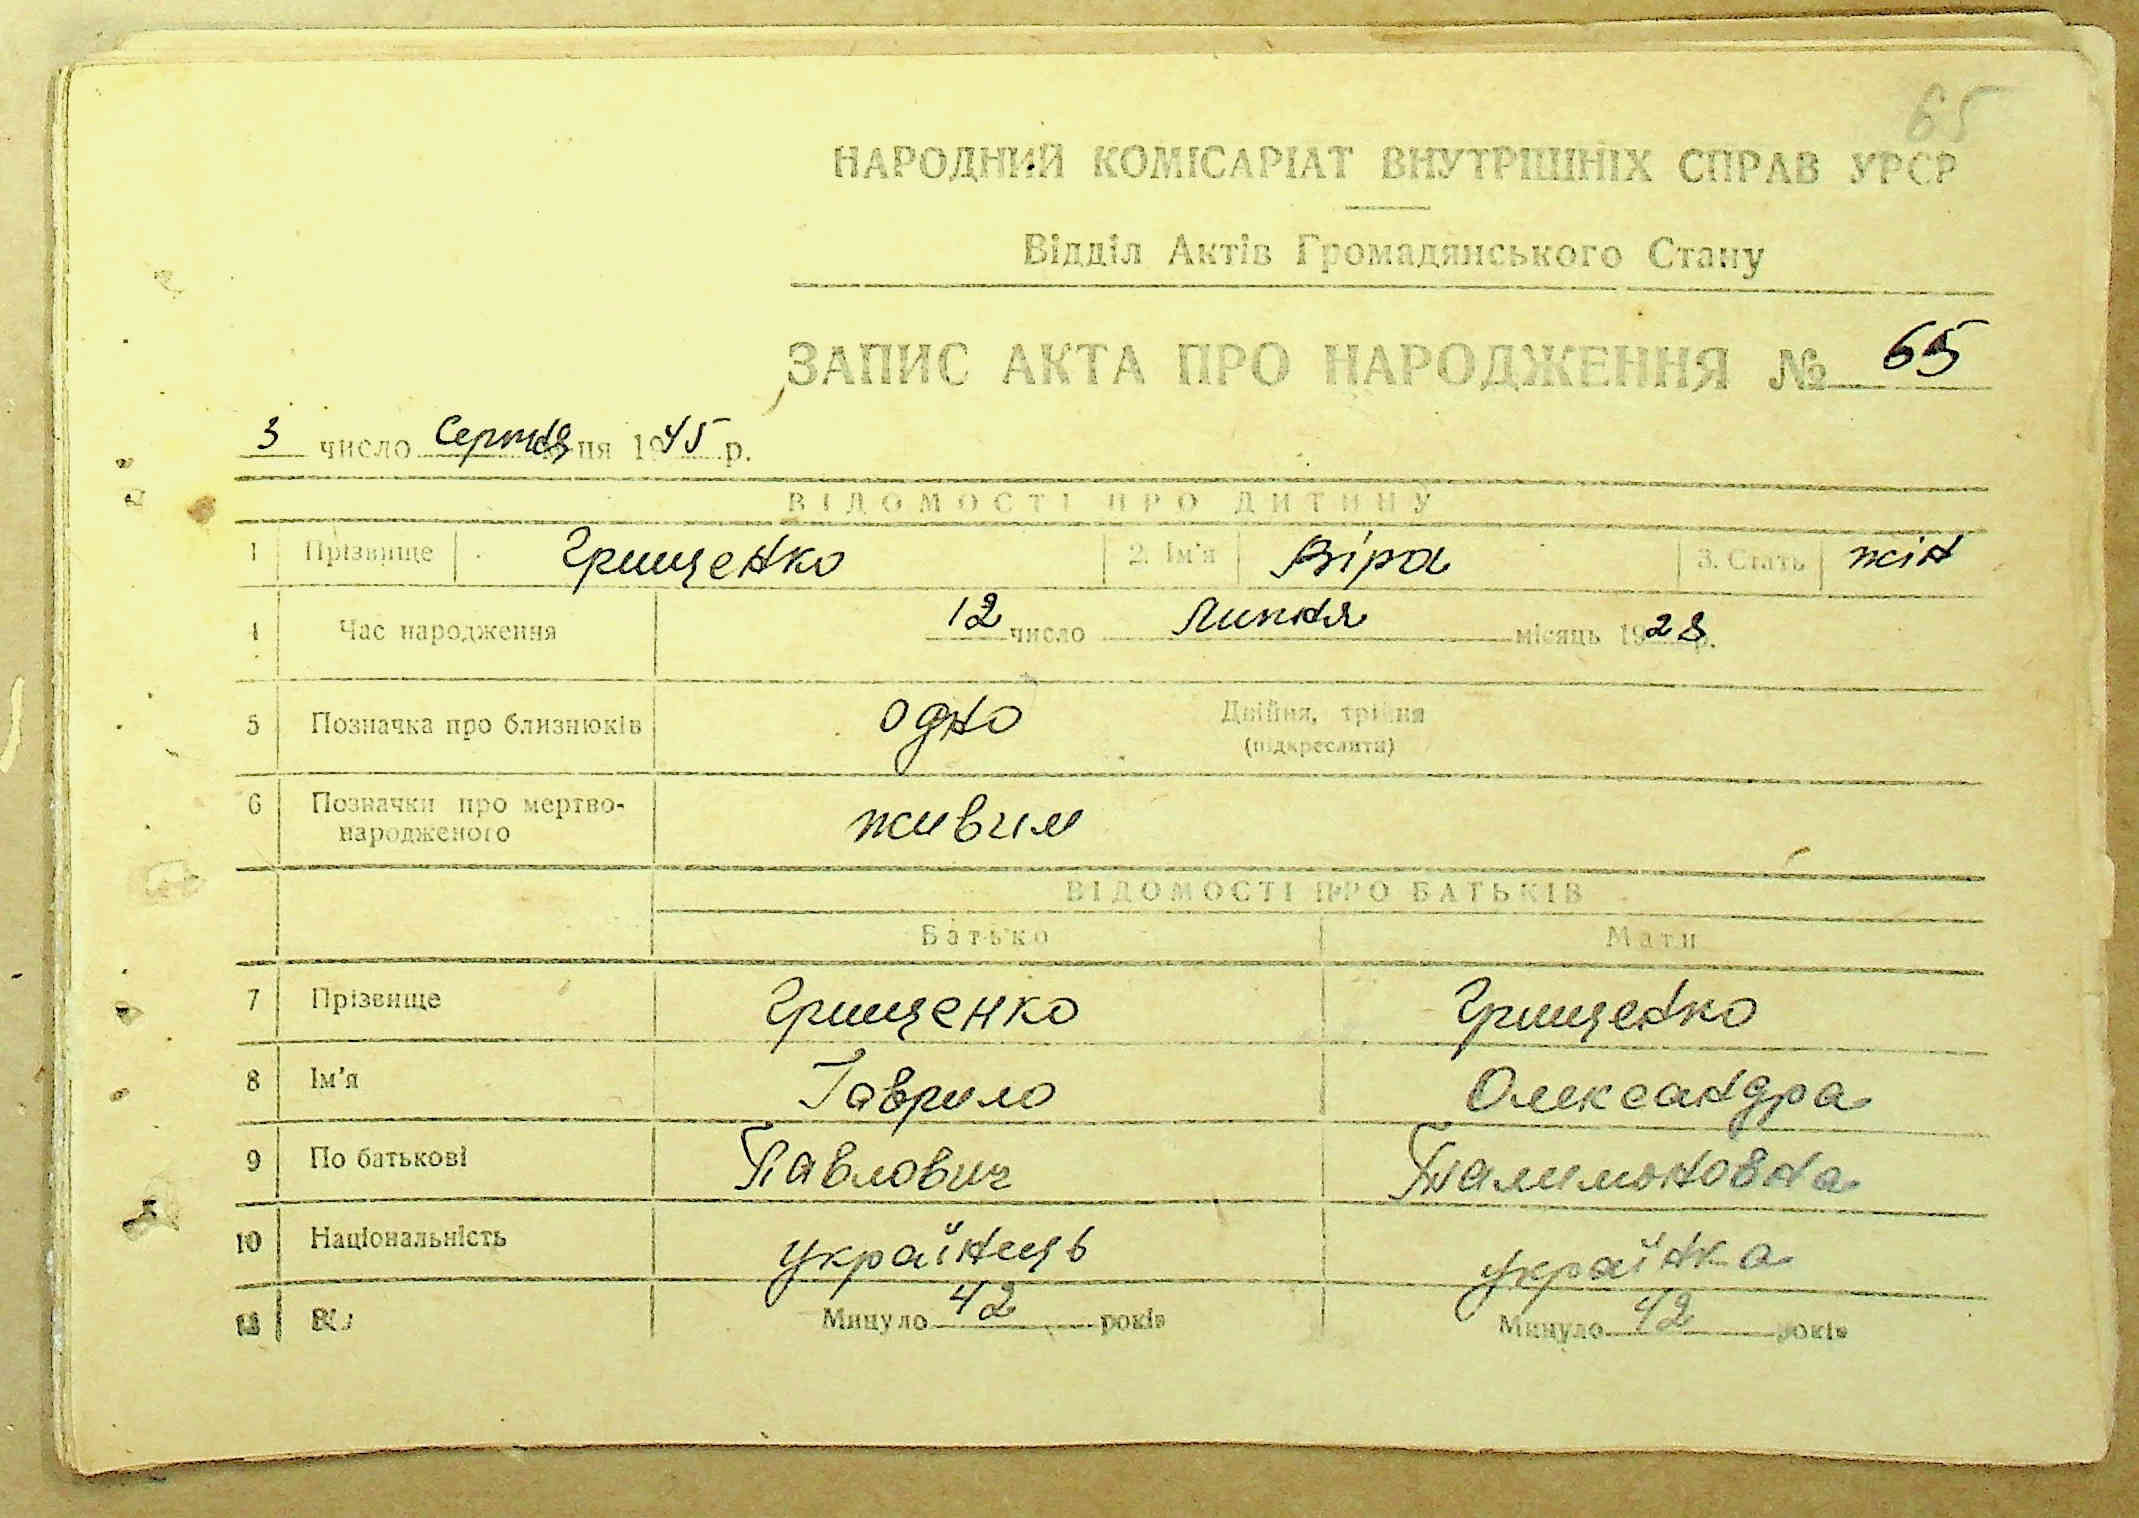 65
НАРОДНИЙ КОМІСАРІАТ ВНУТРІШНІХ СПРАВ УРСР
Відділ Актів Громадянського Стану
ЗАПИС АКТА ПРО НАРОДЖЕННЯ № 65
3 число Серпня ця 1945 р.
ВІДОМОСТІ ПРО ДИТИНУ
1 Прізвище Грищенко 2. Ім'я Віра 3. Стать жін
4 Час народження 12 число Липня місяць 1928 р.
5 Позначка про близнюків одно Двійня, трійня
(підкреслити)
6 Позначки про мертво-
народженого живим
ВІДОМОСТІ ПРО БАТЬКІВ
Батько Мати
7 Прізвище Грищенко Грищенко
8 Ім'я Гаврило Олександра
9 По батькові Павлович Палимоновна
10 Національність українець українка
11 Вік Минуло 42 років Минуло 42 років